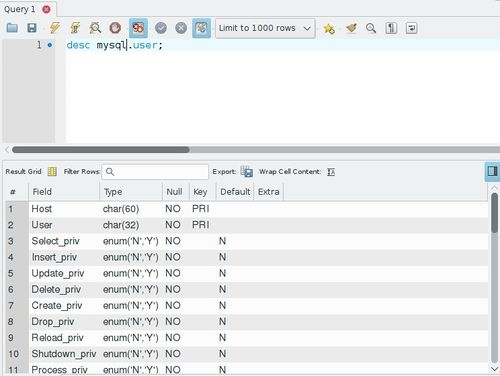 Query 1
Limit to 1000 rows
1 desc mysql.user;
Result Grid Filter Rows: Export: Wrap Cell Content:
# Field Type Null Key Default Extra
1 Host char(60) NO PRI
2 User char(32) NO PRI
3 Select_priv enum('N','Y') NO N
4 Insert_priv enum('N','Y') NO N
5 Update_priv enum('N','Y') NO N
6 Delete_priv enum('N','Y') NO N
7 Create_priv enum('N','Y') NO N
8 Drop_priv enum('N','Y') NO N
9 Reload_priv enum('N','Y') NO N
10 Shutdown_priv enum('N','Y') NO N
11 Process_priv enum('N','Y') NO N